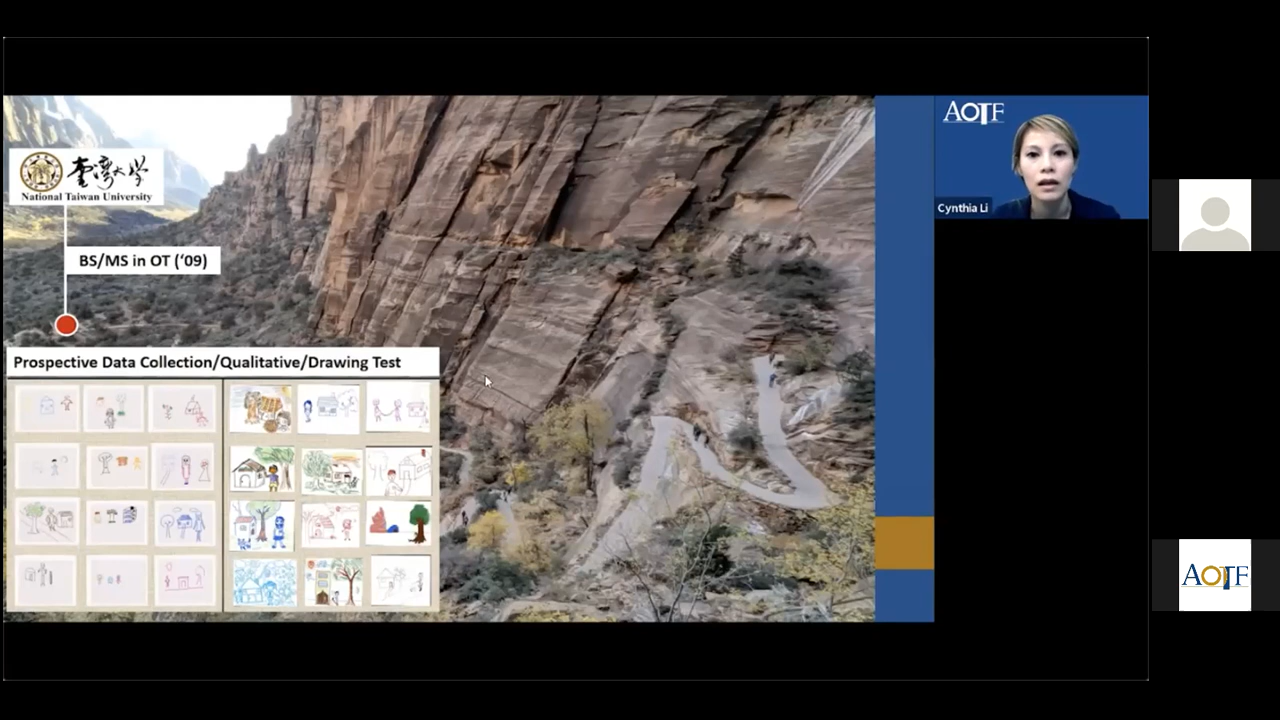 臺灣大學
National Taiwan University
BS/MS in OT ('09)
Prospective Data Collection/Qualitative/Drawing Test
AOTF
Cynthia Li
AOTF